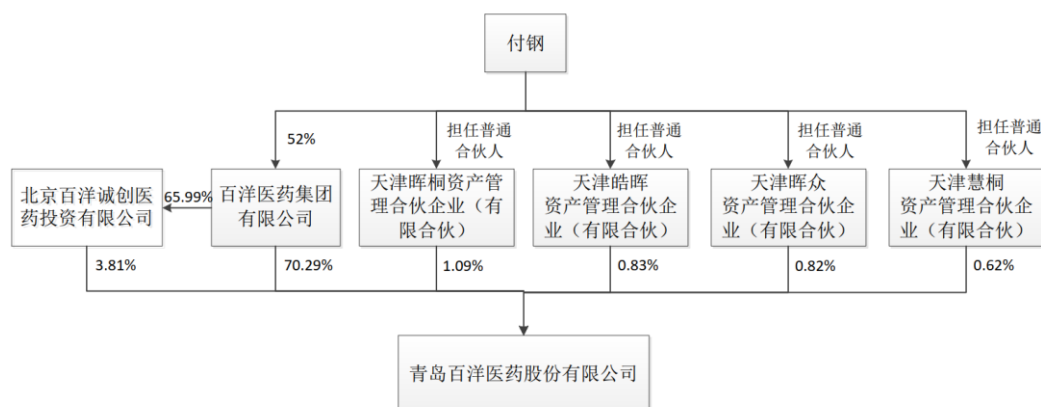 付钢
52%
担任普通
合伙人
担任普通
合伙人
担任普通
合伙人
担任普通
合伙人
北京百洋诚创医
药投资有限公司
65.99%
百洋医药集团
有限公司
天津晖桐资产管
理合伙企业（有
限合伙）
天津皓晖
资产管理合伙企
业（有限合伙）
天津晖众
资产管理合伙企
业（有限合伙）
天津慧桐
资产管理合伙企
业（有限合伙）
3.81%
70.29%
1.09%
0.83%
0.82%
0.62%
青岛百洋医药股份有限公司